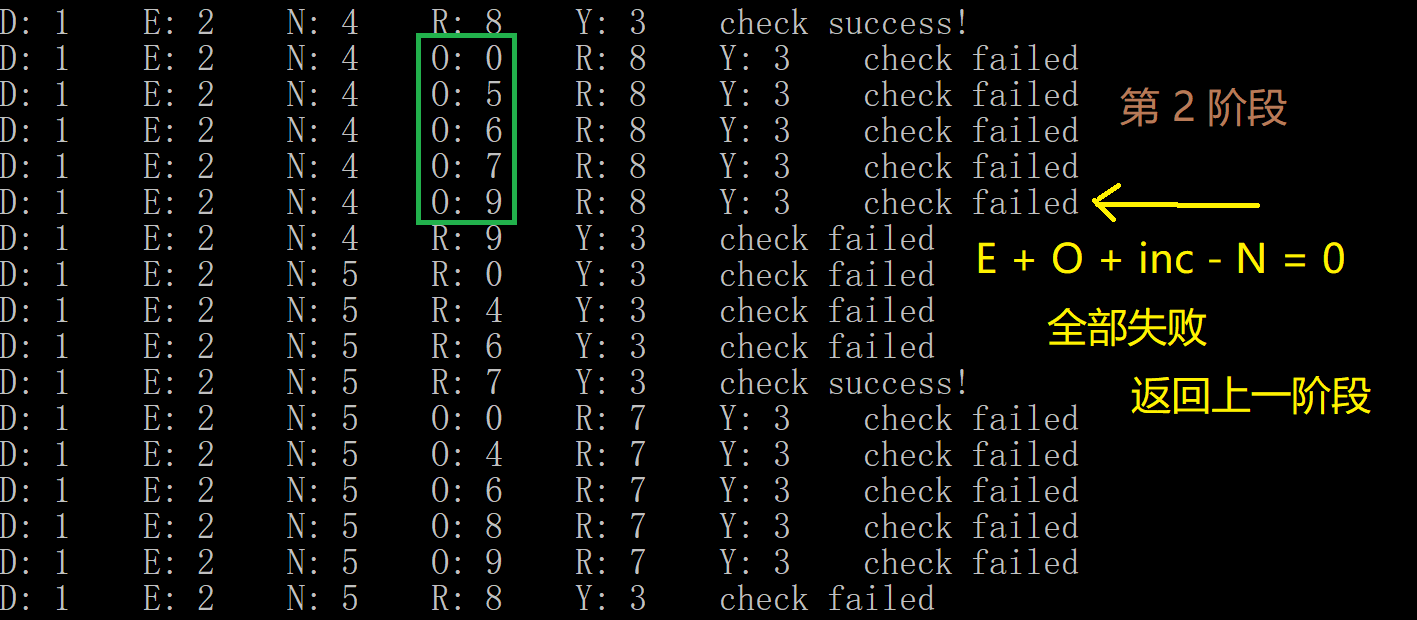 D: 1 E: 2 N: 4 R: 8 Y: 3 check success!
D: 1 E: 2 N: 4 O: 0 R: 8 Y: 3 check failed
D: 1 E: 2 N: 4 O: 5 R: 8 Y: 3 check failed
第 2 阶段
D: 1 E: 2 N: 4 O: 6 R: 8 Y: 3 check failed
D: 1 E: 2 N: 4 O: 7 R: 8 Y: 3 check failed
D: 1 E: 2 N: 4 O: 9 R: 8 Y: 3 check failed
D: 1 E: 2 N: 4 R: 9 Y: 3 check failed
E + O + inc - N = 0
D: 1 E: 2 N: 5 R: 0 Y: 3 check failed
D: 1 E: 2 N: 5 R: 4 Y: 3 check failed
全部失败
D: 1 E: 2 N: 5 R: 6 Y: 3 check failed
D: 1 E: 2 N: 5 R: 7 Y: 3 check success!
返回上一阶段
D: 1 E: 2 N: 5 O: 0 R: 7 Y: 3 check failed
D: 1 E: 2 N: 5 O: 4 R: 7 Y: 3 check failed
D: 1 E: 2 N: 5 O: 6 R: 7 Y: 3 check failed
D: 1 E: 2 N: 5 O: 8 R: 7 Y: 3 check failed
D: 1 E: 2 N: 5 O: 9 R: 7 Y: 3 check failed
D: 1 E: 2 N: 5 R: 8 Y: 3 check failed